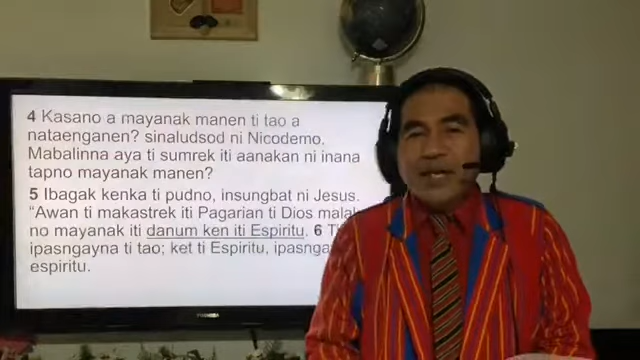 4 Kasano a mayanak manen ti tao a
nataenganen? sinaludsod ni Nicodemo,
Mabalinna aya ti sumrek iti aanakan ni inana
tapno mayanak manen?
5 Ibagak kenka ti pudno, insungbat ni Jesus.
“Awan ti makastrek iti Pagarian ti Dios
no mayanak iti danum ken iti Espiritu. 6
ipasngayna ti tao; ket ti Espiritu,
espiritu.